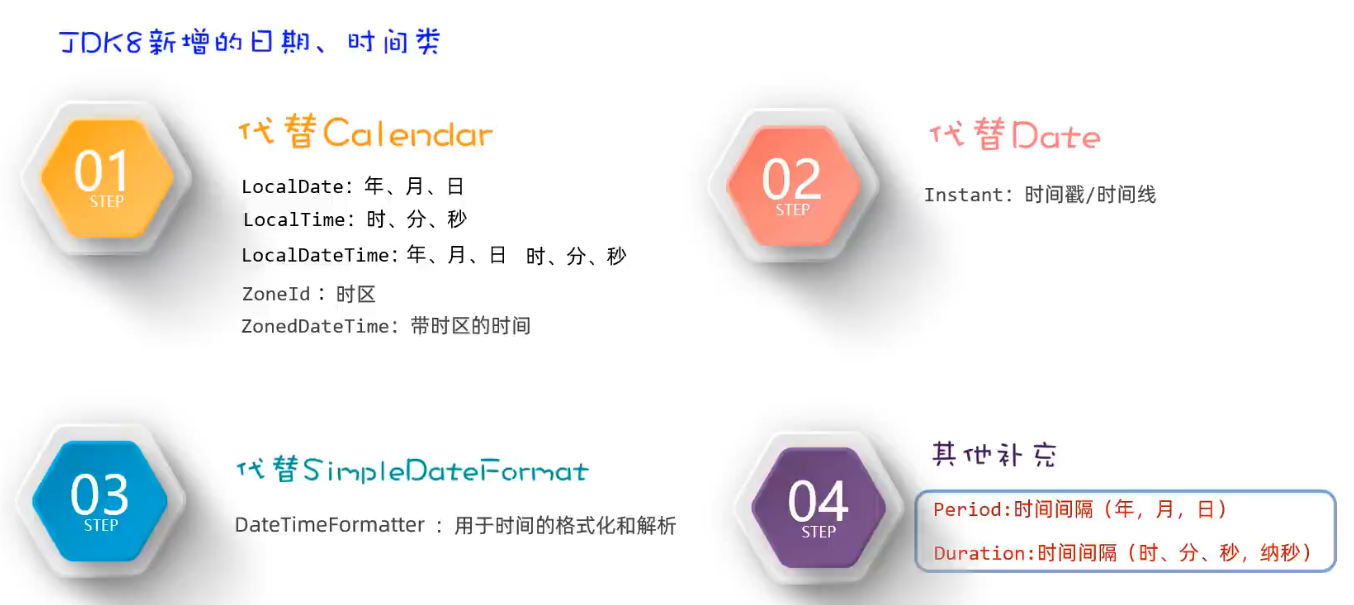 JDK8新增的日期、时间类
01
STEP
代替Calendar
LocalDate：年、月、日
LocalTime：时、分、秒
LocalDateTime：年、月、日 时、分、秒
ZoneId：时区
ZonedDateTime：带时区的时间
02
STEP
代替Date
Instant：时间戳/时间线
03
STEP
代替SimpleDateFormat
DateTimeFormatter ：用于时间的格式化和解析
04
STEP
其他补充
Period:时间间隔（年，月，日）
Duration:时间间隔（时、分、秒，纳秒）